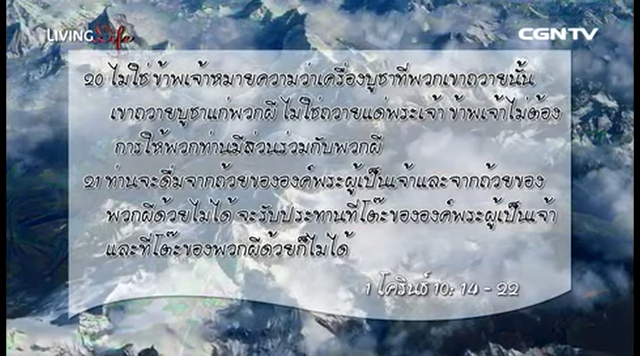 LIVING Life
CGNTV
20 ไม่ใช่ ข้าพเจ้าหมายความว่าเครื่องบูชาที่พวกเขาถวายนั้น
เขาถวายบูชาแก่พวกผี ไม่ใช่ถวายแด่พระเจ้า ข้าพเจ้าไม่ต้อง
การให้พวกท่านมีส่วนร่วมกับพวกผี
21 ท่านจะดื่มจากถ้วยขององค์พระผู้เป็นเจ้าและจากถ้วยของ
พวกผีด้วยไม่ได้ จะรับประทานที่โต๊ะขององค์พระผู้เป็นเจ้า
และที่โต๊ะของพวกผีด้วยก็ไม่ได้
1 โครินธ์ 10: 14 - 22